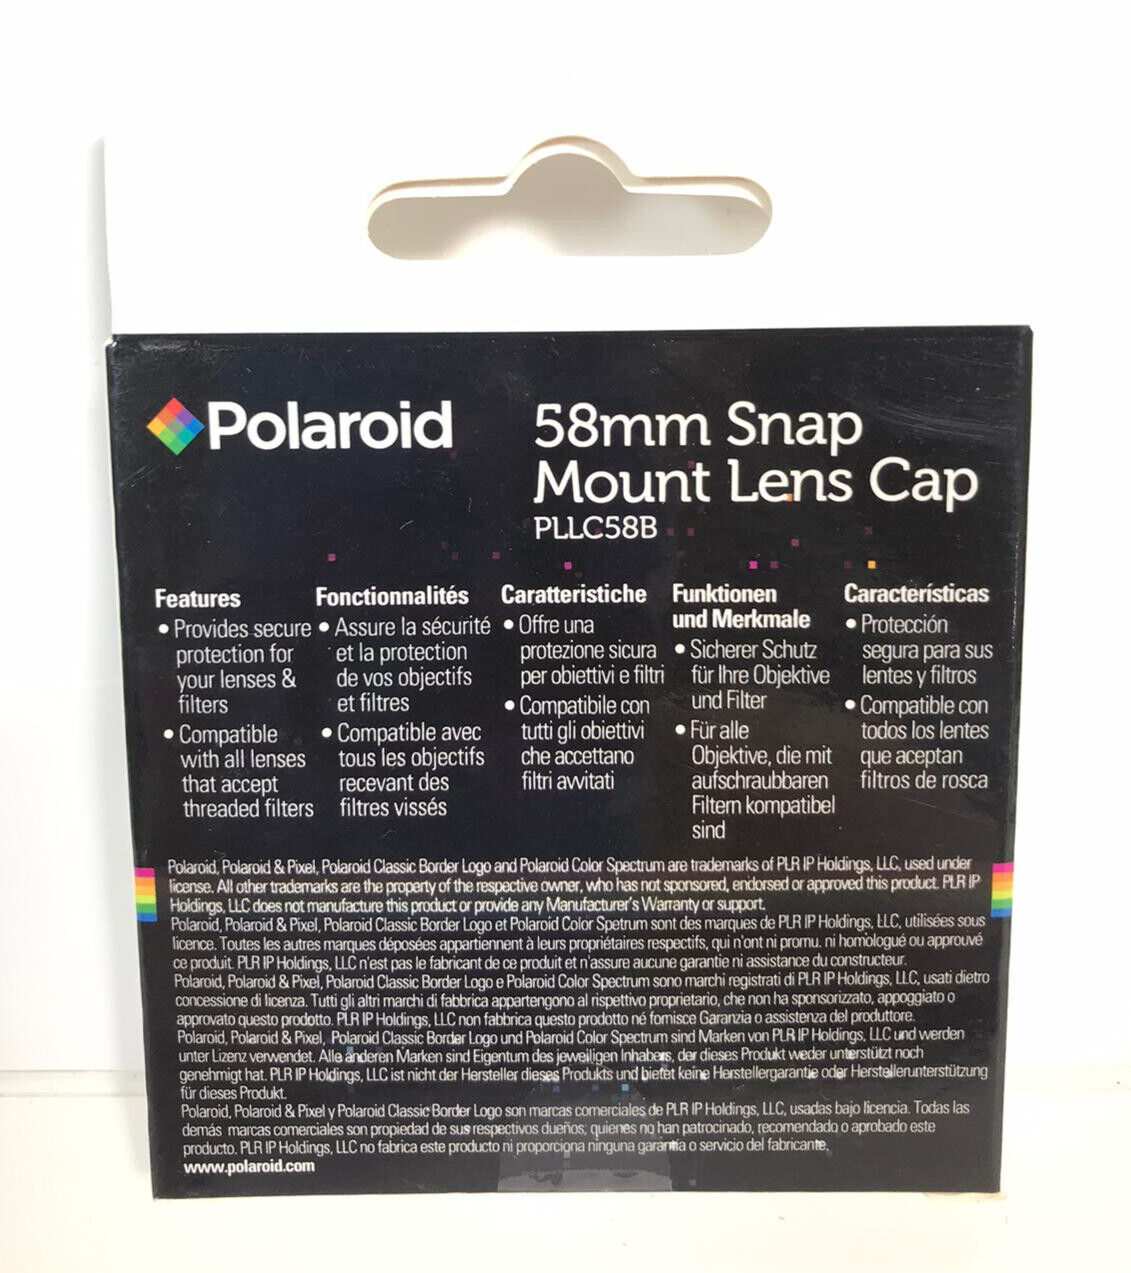 Polaroid
58mm Snap
Mount Lens Cap
PLLC58B
Features
• Provides secure
protection for
your lenses &
filters
• Compatible
with all lenses
that accept
threaded filters
Fonctionnalités
• Assure la sécurité
et la protection
de vos objectifs
et filtres
• Compatible avec
tous les objectifs
recevant des
filtres vissés
Caratteristiche
• Offre una
protezione sicura
per obiettivi e filtri
• Compatibile con
tutti gli obiettivi
che accettano
filtri avvitati
Funktionen
und Merkmale
• Sicherer Schutz
für Ihre Objektive
und Filter
• Für alle
Objektive, die mit
aufschraubbaren
Filtern kompatibel
sind
Características
• Protección
segura para sus
lentes y filtros
• Compatible con
todos los lentes
que aceptan
filtros de rosca
Polaroid, Polaroid & Pixel, Polaroid Classic Border Logo and Polaroid Color Spectrum are trademarks of PLR IP Holdings, LLC, used under
license. All other trademarks are the property of the respective owner, who has not sponsored, endorsed or approved this product. PLR IP
Holdings, LLC does not manufacture this product or provide any Manufacturer's Warranty or support.
Polaroid, Polaroid & Pixel, Polaroid Classic Border Logo et Polaroid Color Spetrum sont des marques de PLR IP Holdings, LLC, utilisées sous
licence. Toutes les autres marques déposées appartiennent à leurs propriétaires respectifs, qui n'ont ni promu. ni homologué ou approuvé
ce produit. PLR IP Holdings, LLC n'est pas le fabricant de ce produit et n'assure aucune garantie ni assistance du constructeur.
Polaroid, Polaroid & Pixel, Polaroid Classic Border Logo e Polaroid Color Spectrum sono marchi registrati di PLR IP Holdings, LLC, usati dietro
concessione di licenza. Tutti gli altri marchi di fabbrica appartengono al rispettivo proprietario, che non ha sponsorizzato, appoggiato o
approvato questo prodotto. PLR IP Holdings, LLC non fabbrica questo prodotto né fornisce Garanzia o assistenza del produttore.
Polaroid, Polaroid & Pixel, Polaroid Classic Border Logo und Polaroid Color Spectrum sind Marken von PLR IP Holdings, LLC und werden
unter Lizenz verwendet. Alle anderen Marken sind Eigentum des jeweiligen Inhabers, der dieses Produkt weder unterstützt noch
genehmigt hat. PLR IP Holdings, LLC ist nicht der Hersteller dieses Produkts und bietet keine Herstellergarantie oder Herstellerunterstützung
für dieses Produkt.
Polaroid, Polaroid & Pixel y Polaroid Classic Border Logo son marcas comerciales de PLR IP Holdings, LLC, usadas bajo licencia. Todas las
demás marcas comerciales son propiedad de sus respectivos dueños; quienes no han patrocinado, recomendado o aprobado este
producto. PLR IP Holdings, LLC no fabrica este producto ni proporciona ninguna garantía o servicio del fabricante.
www.polaroid.com